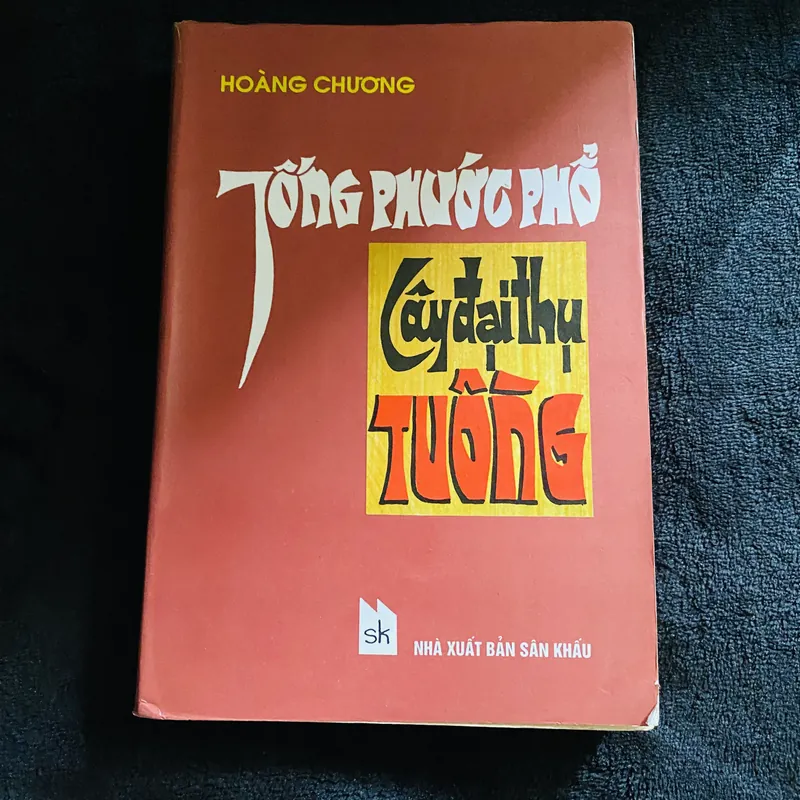 HOÀNG CHƯƠNG
TỐNG PHƯỚC PHỔ
Cây đại thụ
TUỒNG
sk
NHÀ XUẤT BẢN SÂN KHẤU